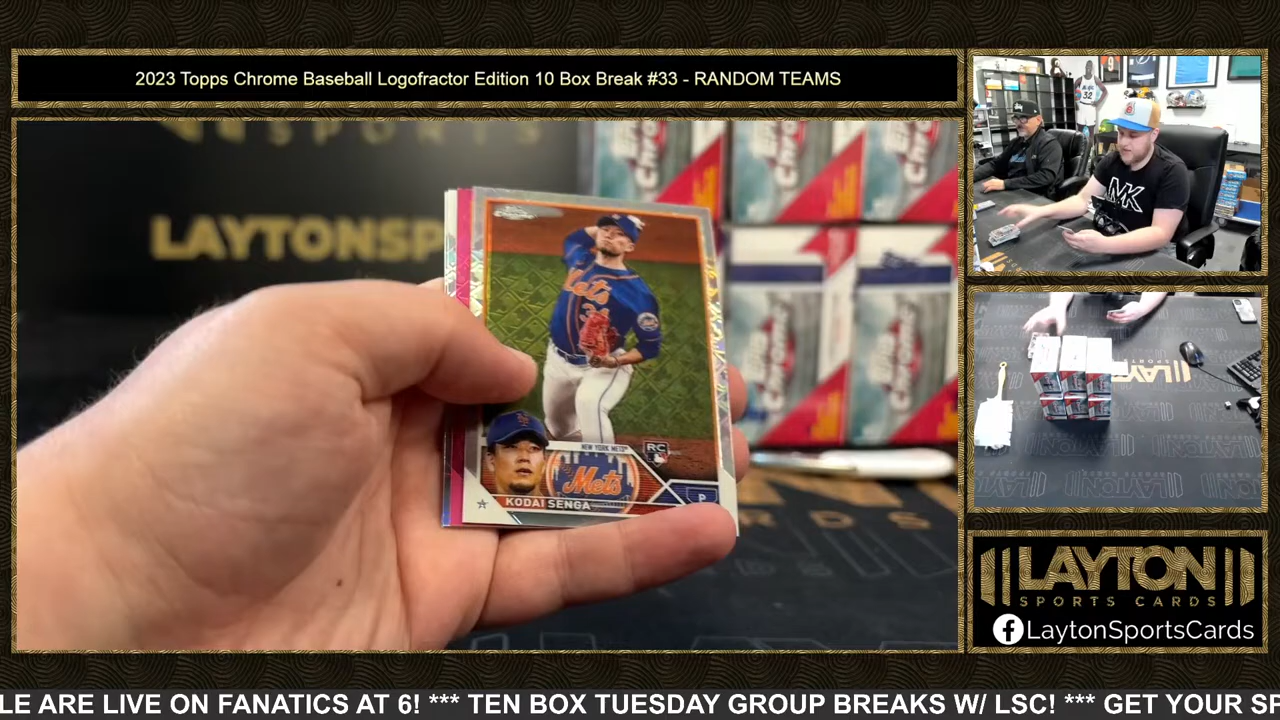 2023 Topps Chrome Baseball Logofractor Edition 10 Box Break #33 - RANDOM TEAMS
LAYTONSP
Mets
NEW YORK METS
RC
Mets
P
KODAI SENGA
LAYTON
LAYTON
SPORTS CARDS
LaytonSportsCards
LE ARE LIVE ON FANATICS AT 6! *** TEN BOX TUESDAY GROUP BREAKS W/ LSC! *** GET YOUR SP